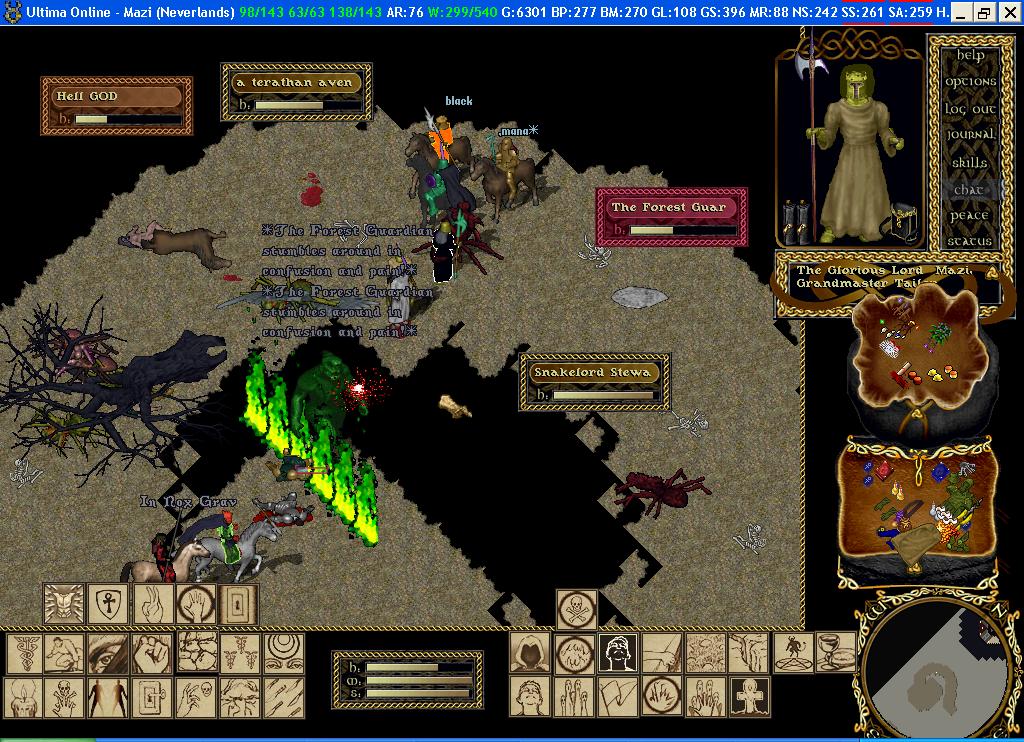 Ultima Online - Mazi (Neverlands) 98/143 63/63 138/143 AR:76 W:299/540 G:6301 BP:277 BM:270 GL:108 GS:396 MR:88 NS:242 SS:261 SA:259 H.
Hell GOD
b:
a terathan aven
b:
black
mana*
The Forest Guar
b:
*The Forest Guardian
stumbles around in
confusion and pain!*
*The Forest Guardian
stumbles around in
confusion and pain!*
Snakelord Stewa
b:
In Nox Grav
help
options
log out
journal
skills
chat
peace
status
The Glorious Lord Mazi,
Grandmaster Tailor
b:
m:
s:
W
N